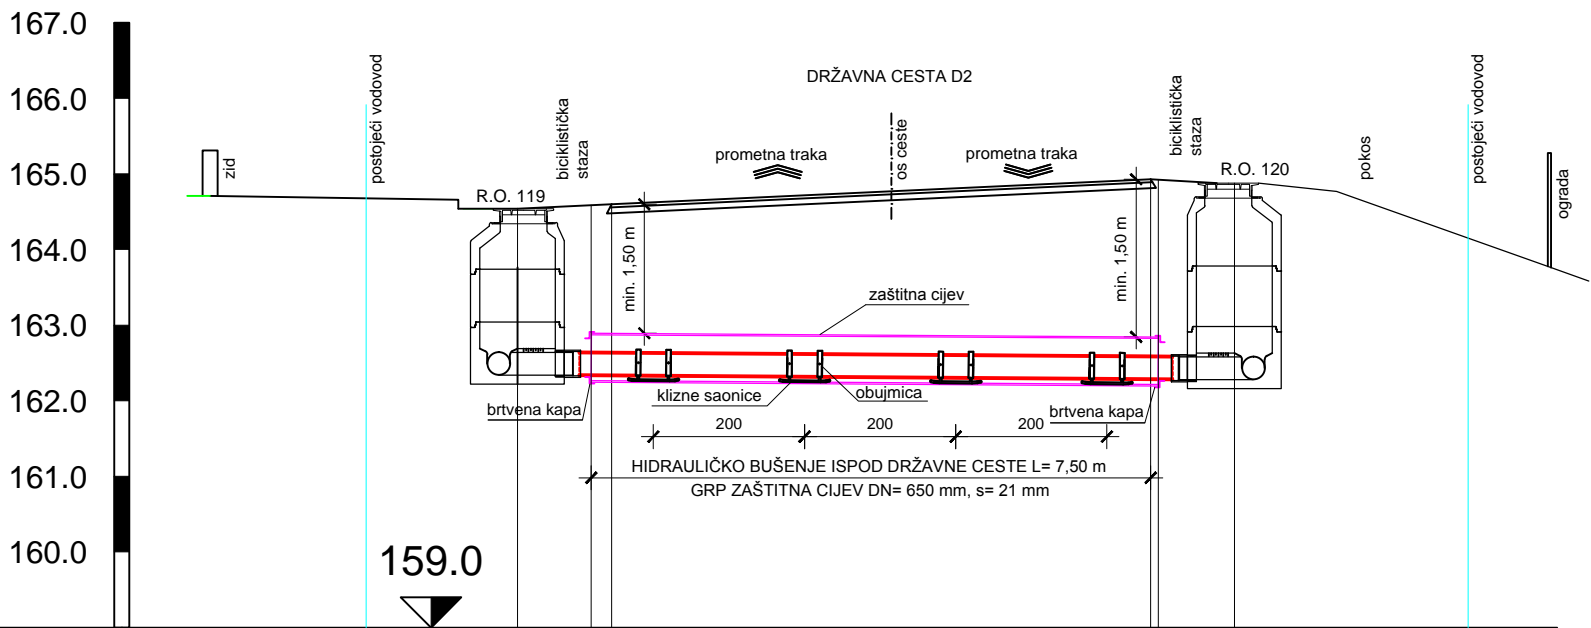 167.0
166.0
165.0
164.0
163.0
162.0
161.0
160.0
159.0
DRŽAVNA CESTA D2
zid
postojeći vodovod
R.O. 119
biciklistička
staza
prometna traka
os ceste
prometna traka
biciklistička
staza
R.O. 120
pokos
postojeći vodovod
ograda
min. 1,50 m
min. 1,50 m
zaštitna cijev
brtvena kapa
klizne saonice
obujmica
brtvena kapa
200
200
200
HIDRAULIČKO BUŠENJE ISPOD DRŽAVNE CESTE L= 7,50 m
GRP ZAŠTITNA CIJEV DN= 650 mm, s= 21 mm